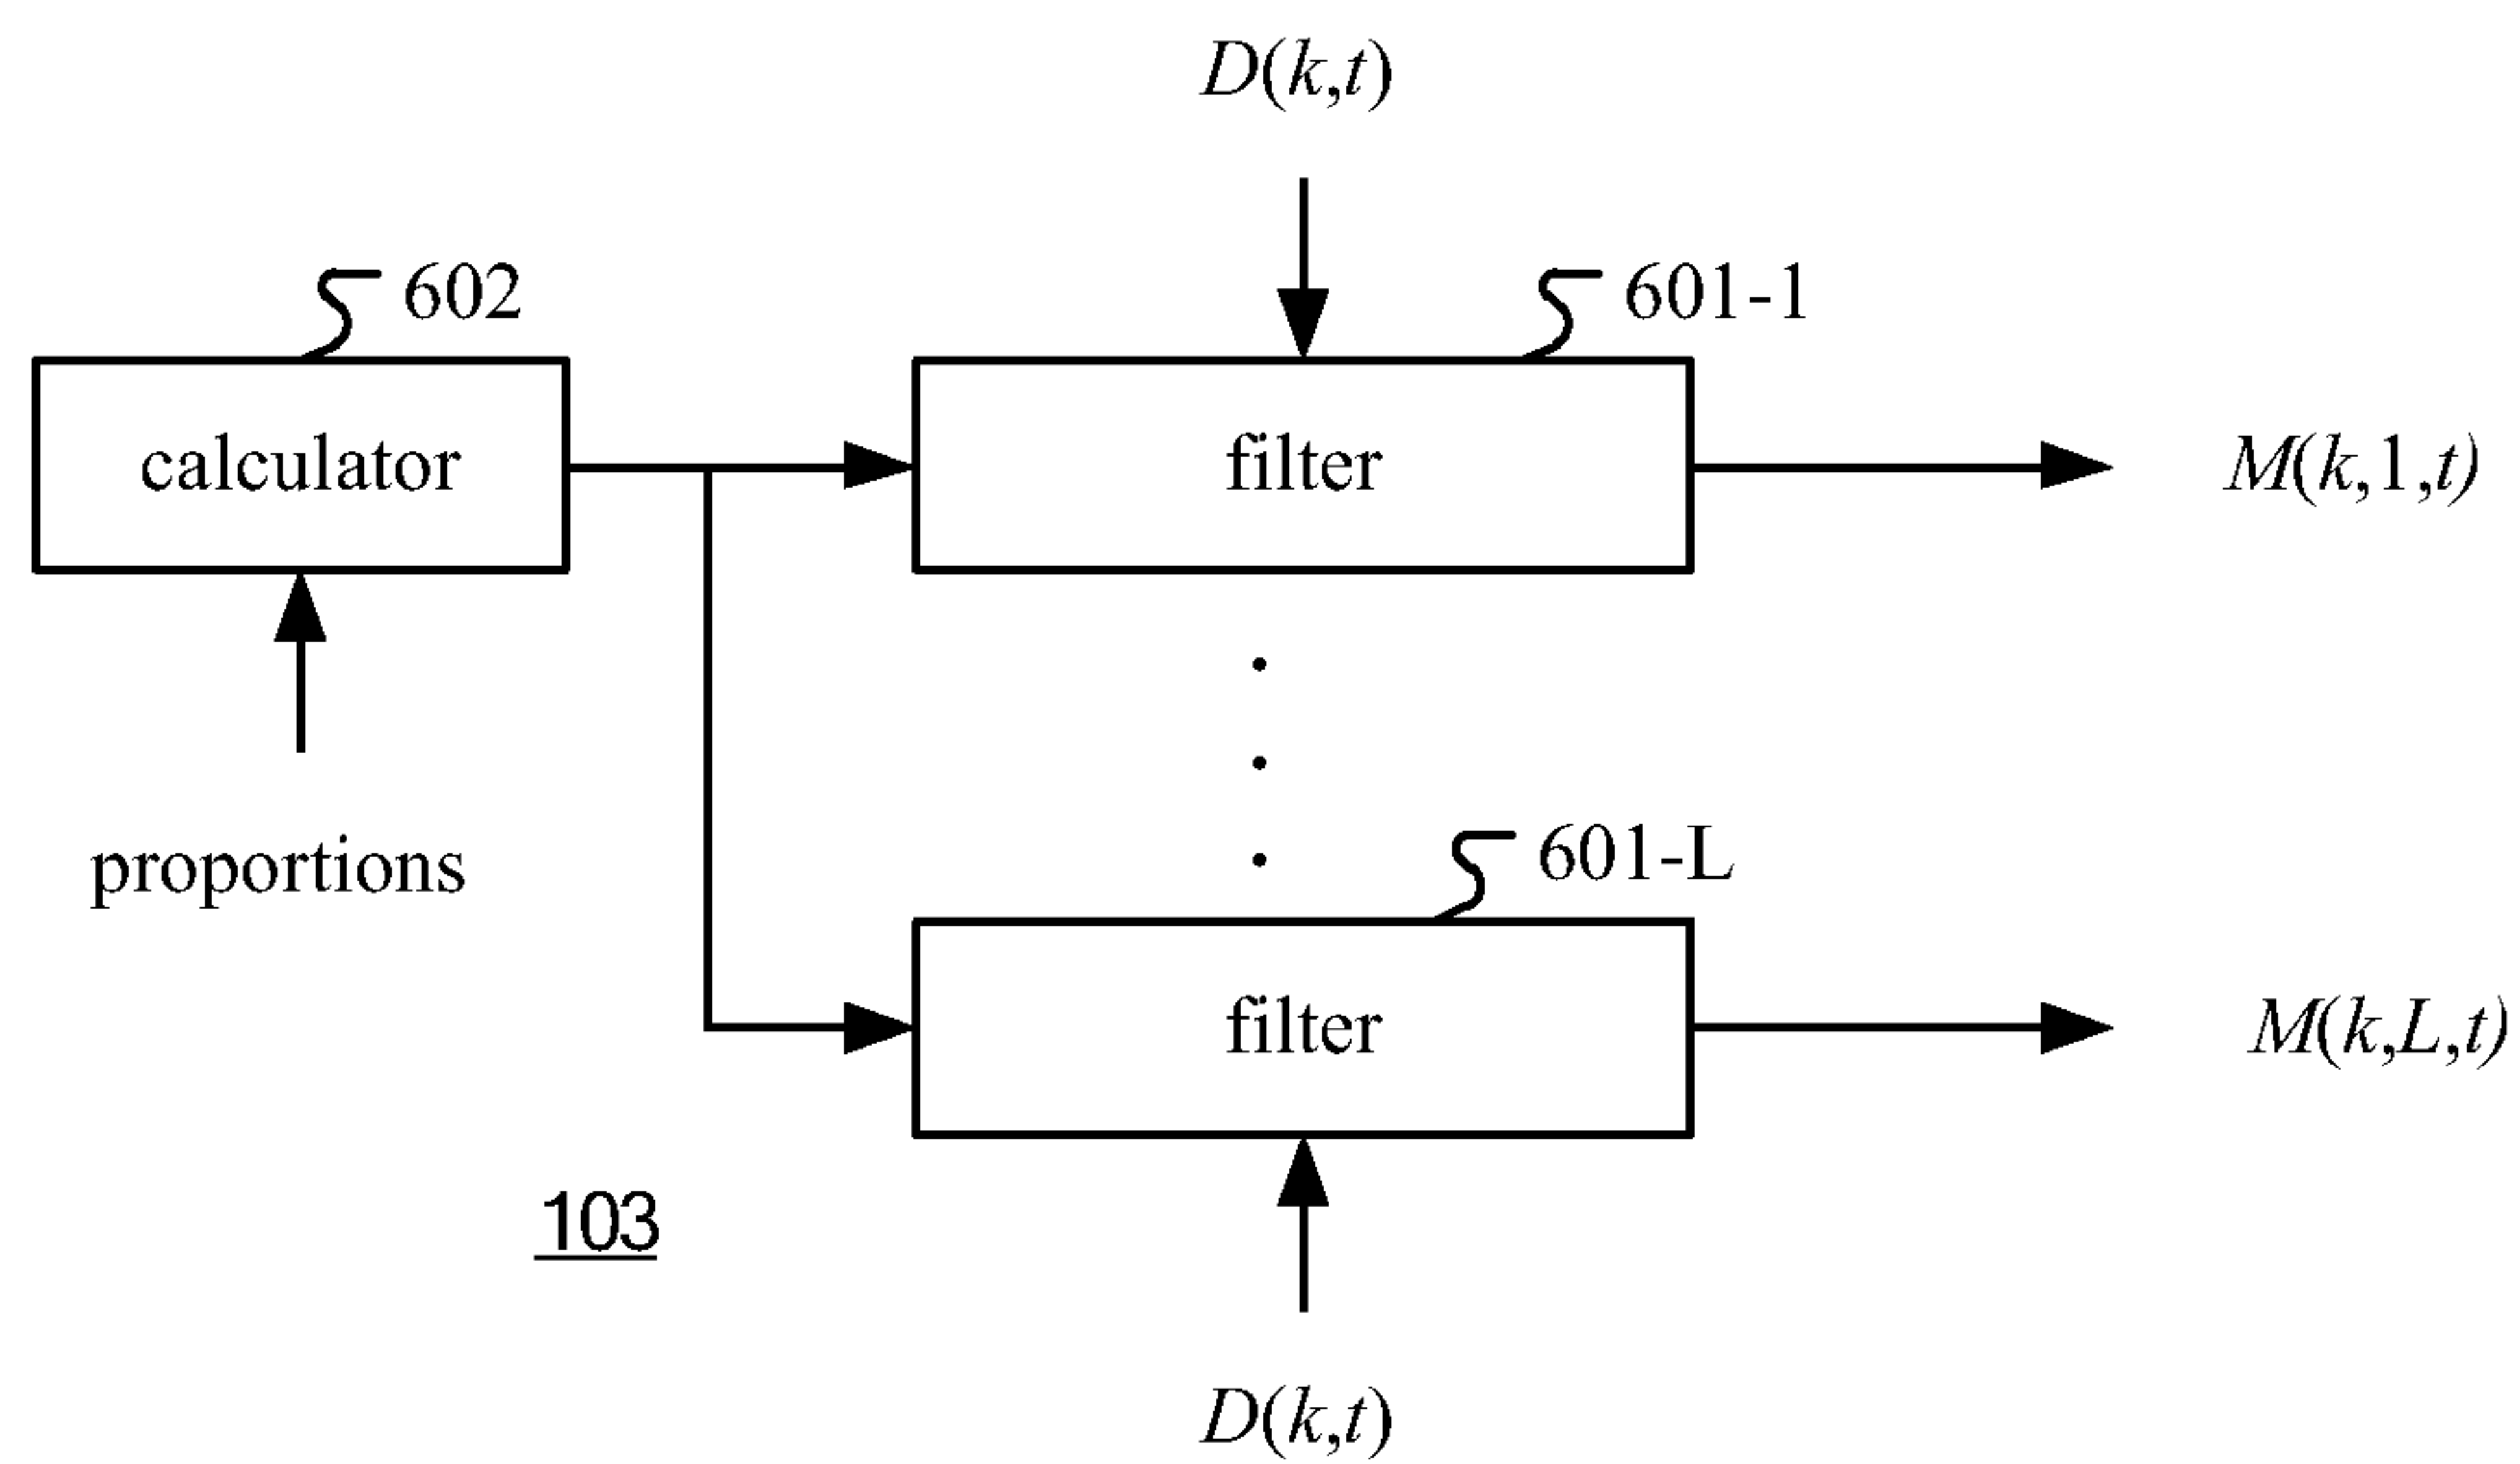 D(k,t)
602
601-1
calculator
filter
M(k,1,t)
proportions
601-L
filter
M(k,L,t)
103
D(k,t)